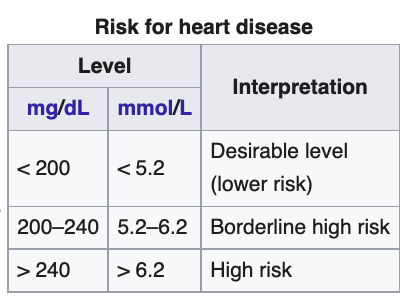 Risk for heart disease
Level
Interpretation
mg/dL mmol/L
< 200 < 5.2 Desirable level
(lower risk)
200–240 5.2–6.2 Borderline high risk
> 240 > 6.2 High risk